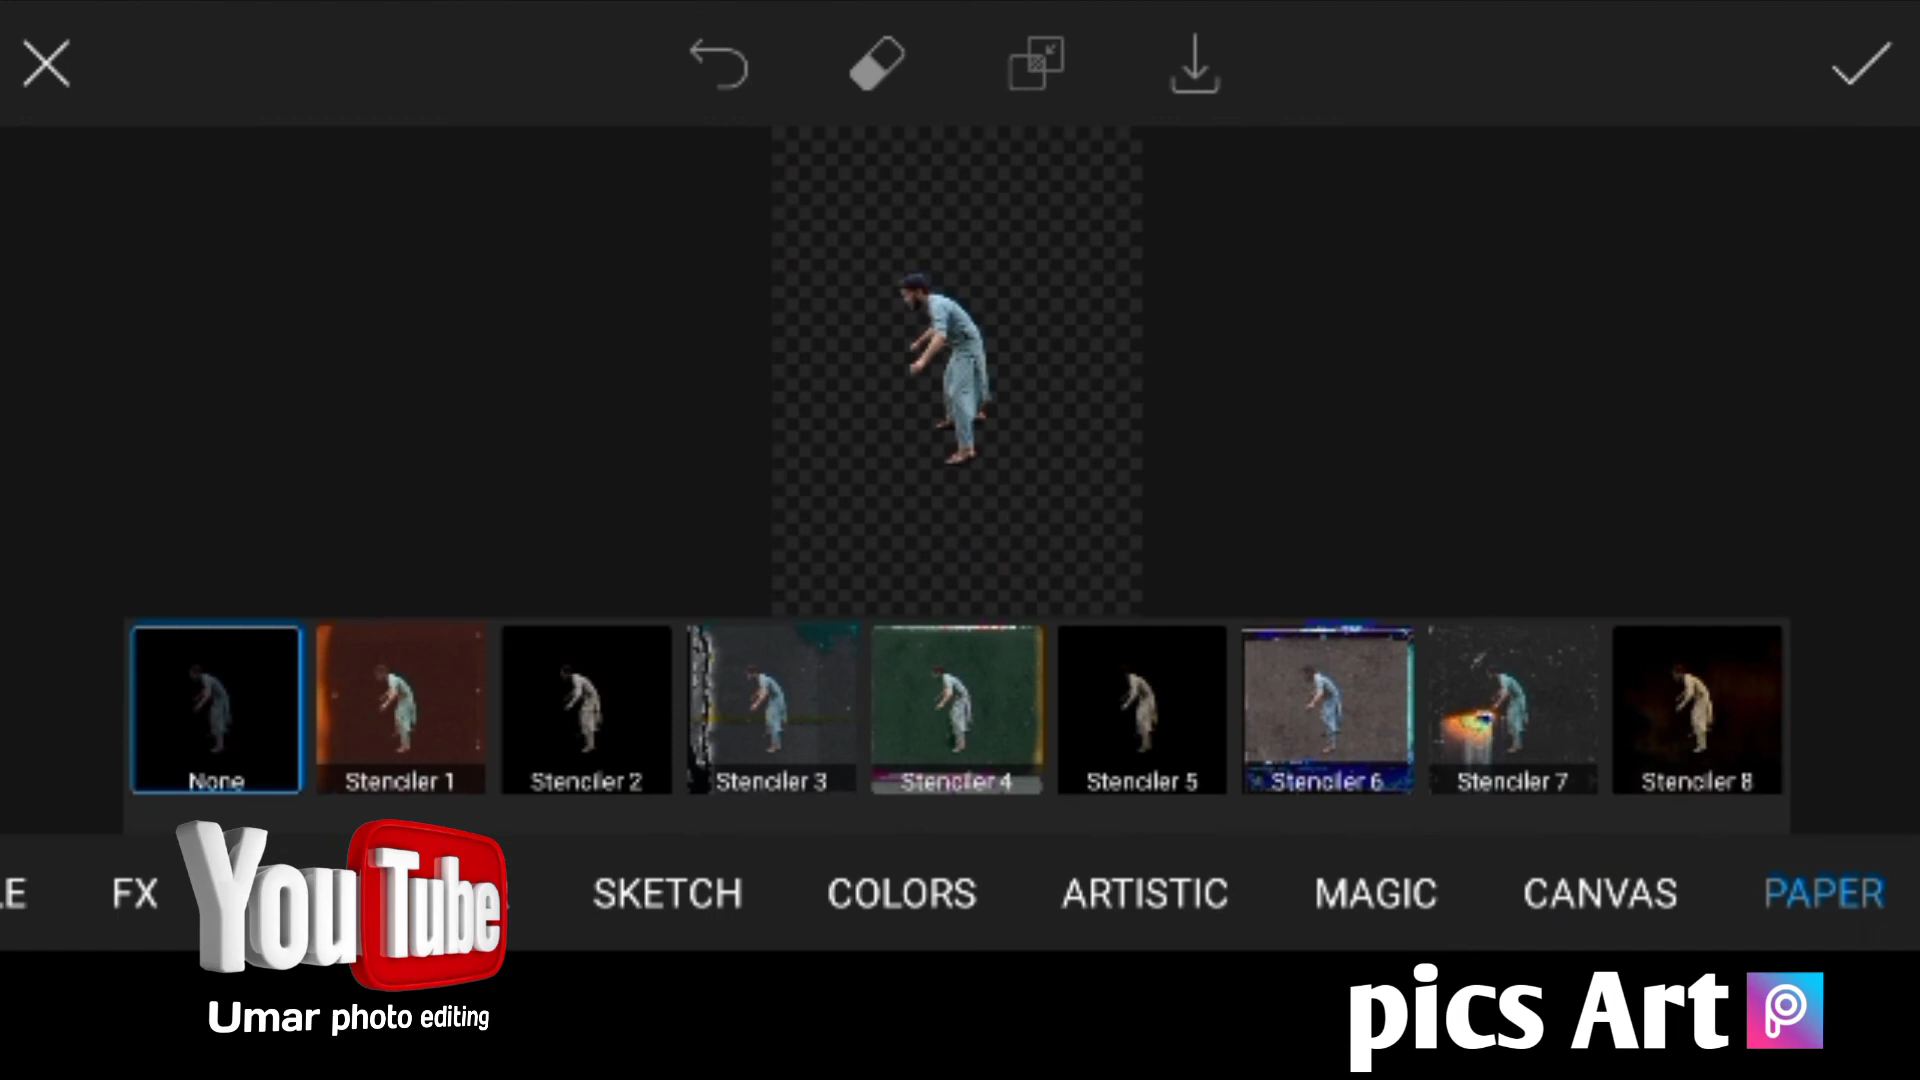 None
Stenciler 1
Stenciler 2
Stenciler 3
Stenciler 4
Stenciler 5
Stenciler 6
Stenciler 7
Stenciler 8
LE
FX
SKETCH
COLORS
ARTISTIC
MAGIC
CANVAS
PAPER
YouTube
Umar photo editing
pics Art